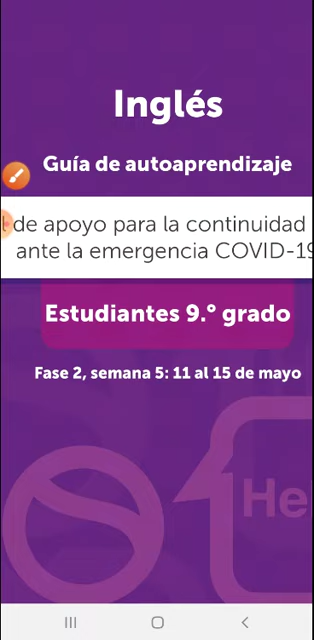 Inglés
Guía de autoaprendizaje
de apoyo para la continuidad
ante la emergencia COVID-19
Estudiantes 9.° grado
Fase 2, semana 5: 11 al 15 de mayo